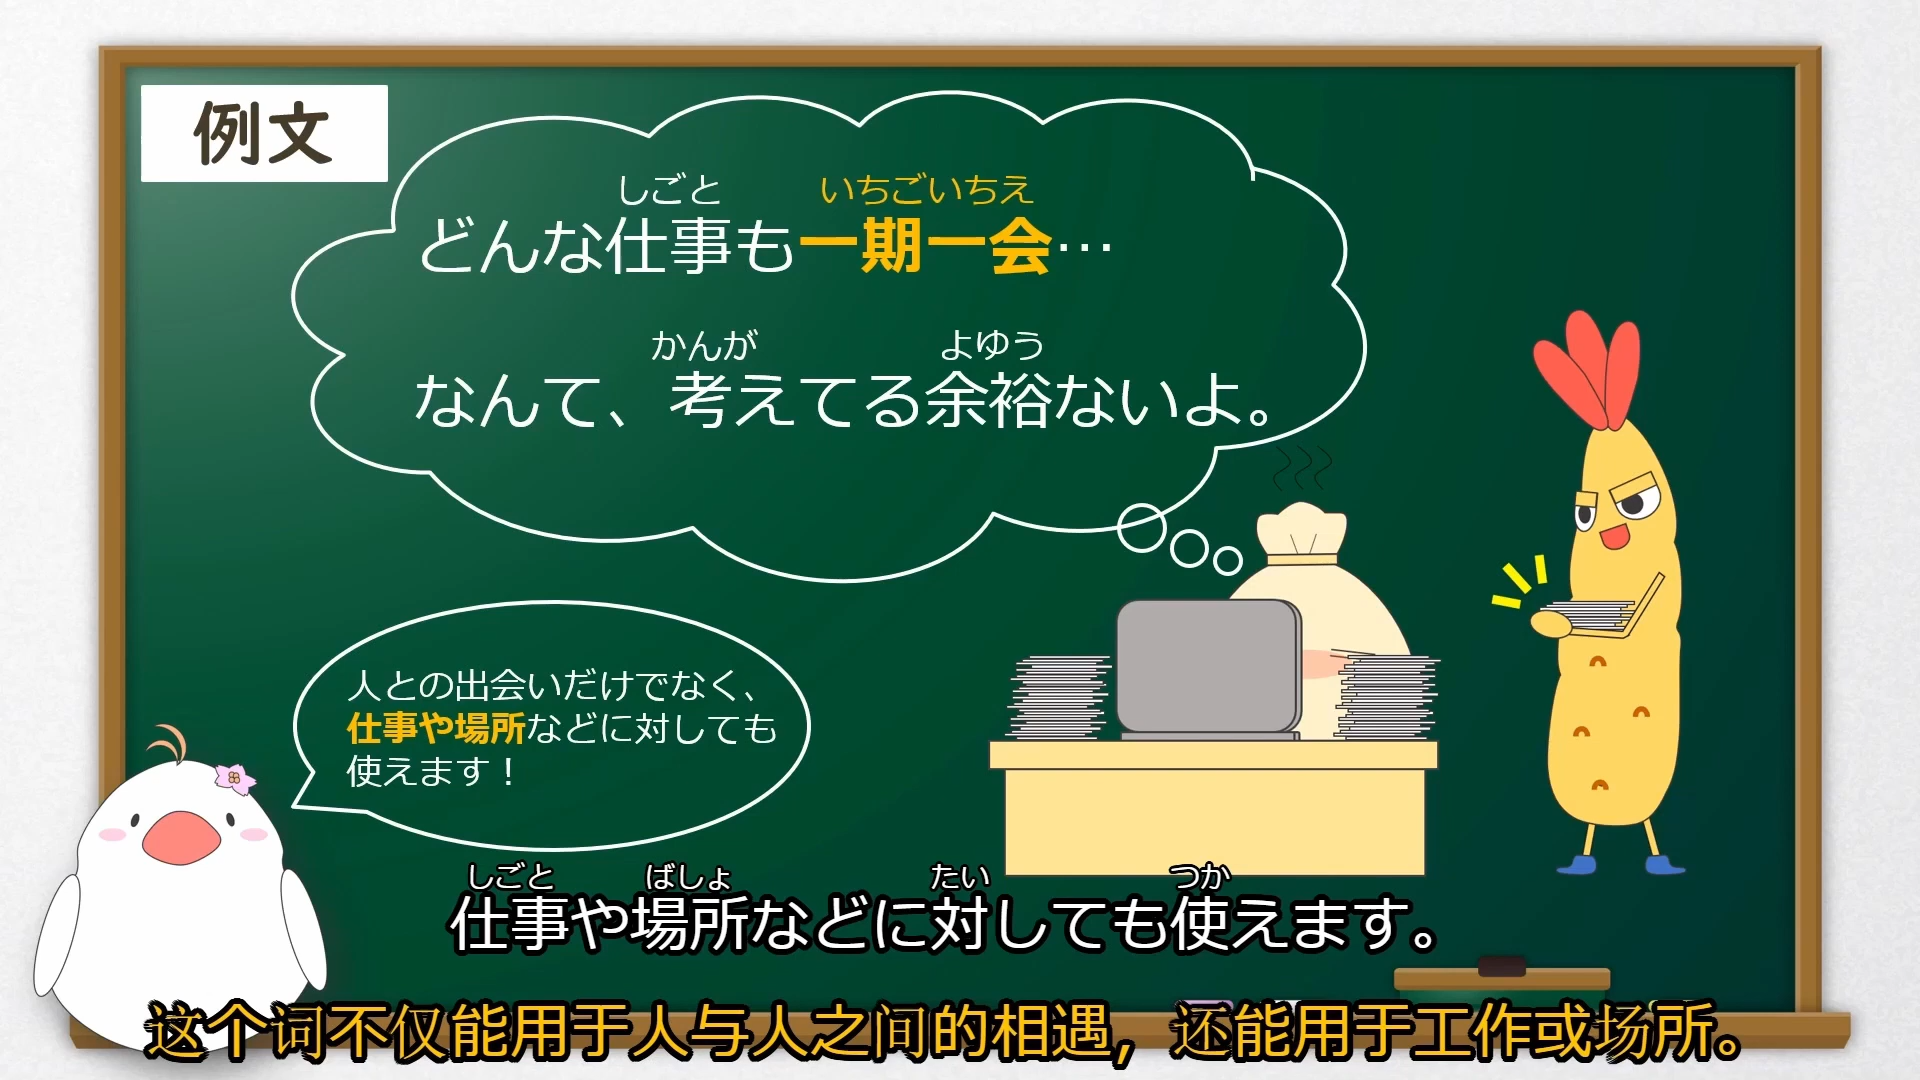 例文
しごと いちごいちえ
どんな仕事も一期一会…
かんが よゆう
なんて、考えてる余裕ないよ。
人との出会いだけでなく、
仕事や場所などに対しても
使えます！
しごと ばしょ たい つか
仕事や場所などに対しても使えます。
这个词不仅能用于人与人之间的相遇，还能用于工作或场所。